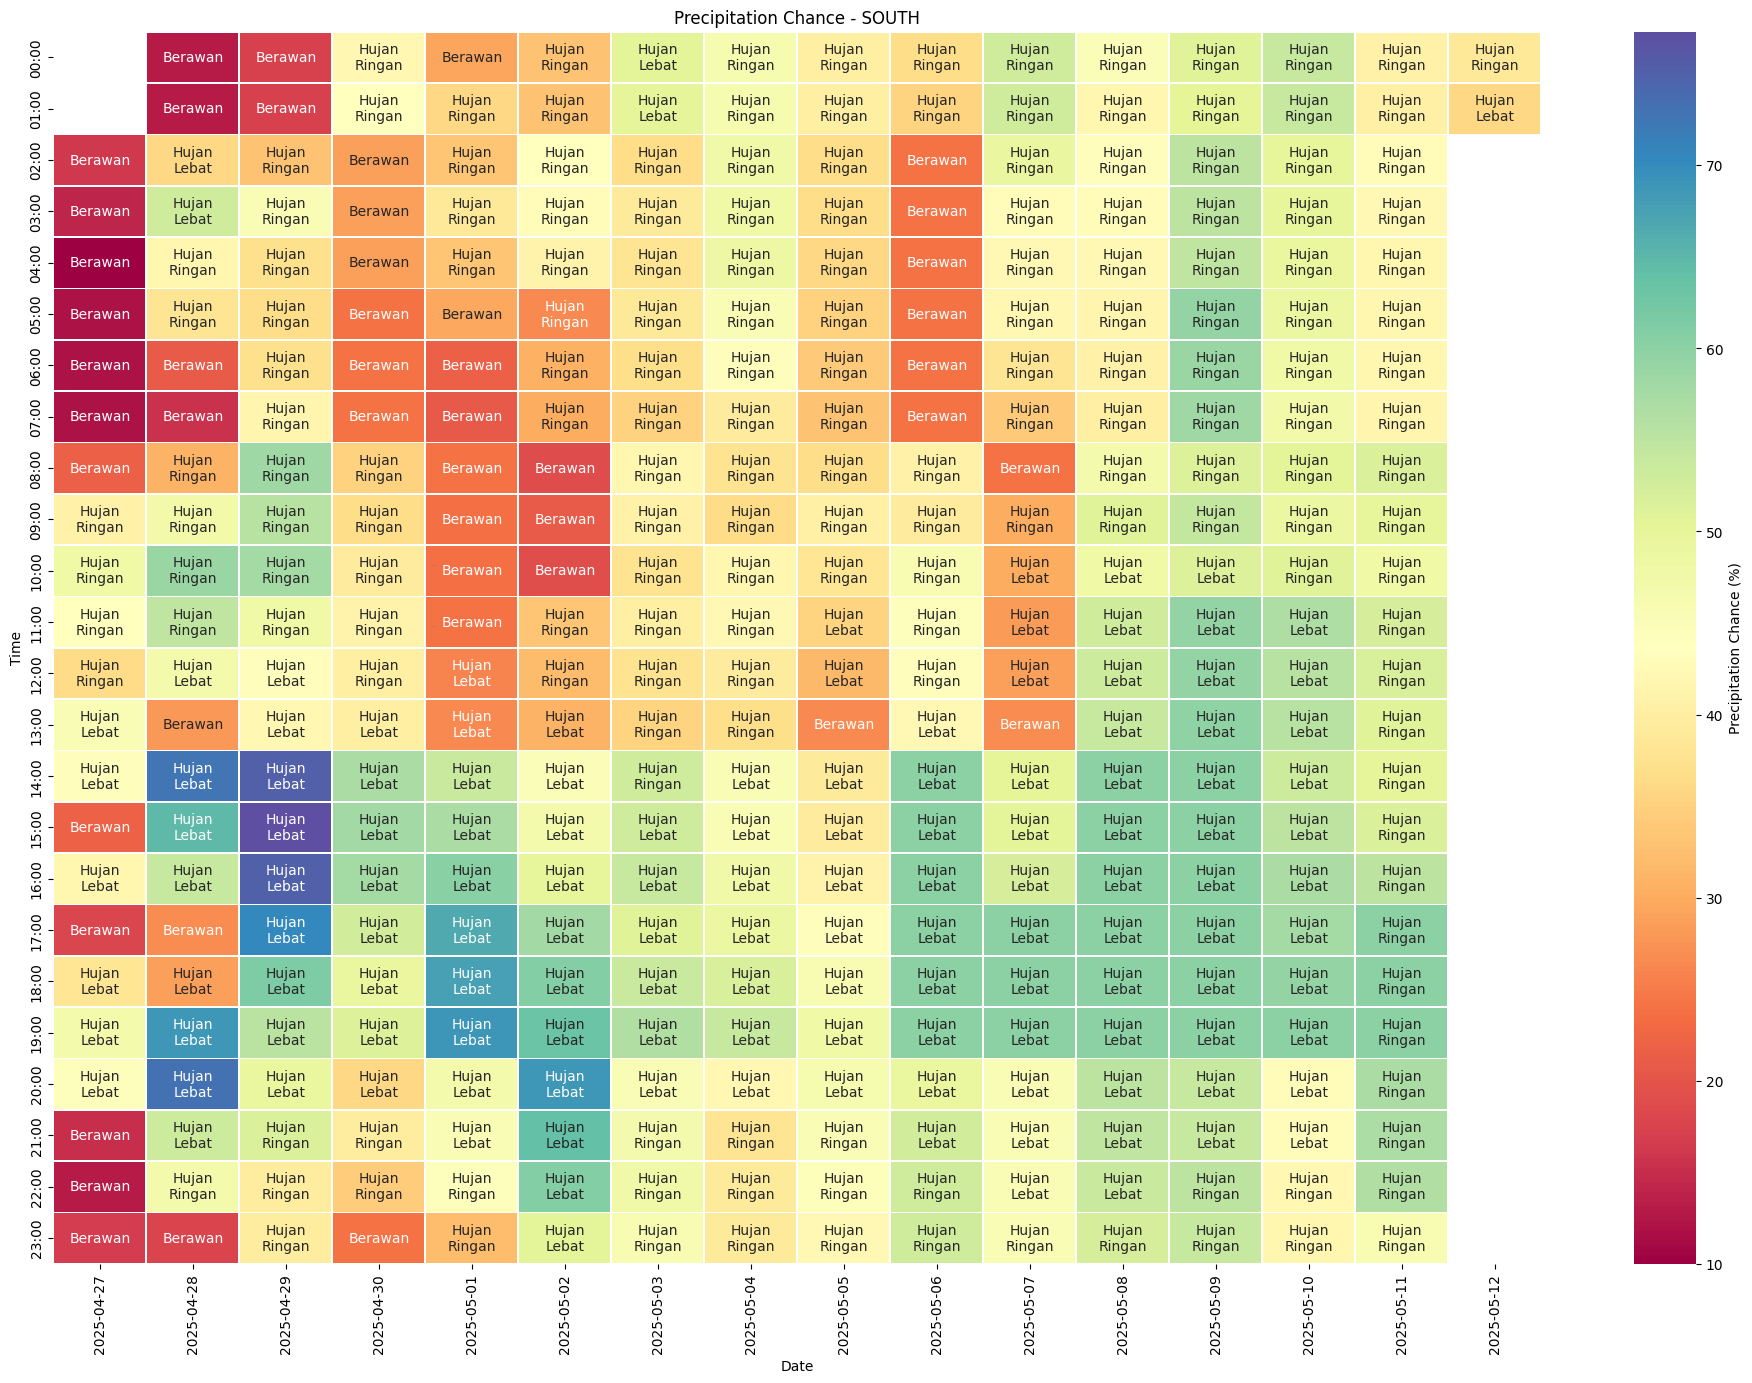 Precipitation Chance - SOUTH
00:00 Berawan Berawan Hujan Ringan Berawan Hujan Ringan Hujan Lebat Hujan Ringan Hujan Ringan Hujan Ringan Hujan Ringan Hujan Ringan Hujan Ringan Hujan Ringan Hujan Ringan Hujan Ringan
01:00 Berawan Berawan Hujan Ringan Hujan Ringan Hujan Ringan Hujan Lebat Hujan Ringan Hujan Ringan Hujan Ringan Hujan Ringan Hujan Ringan Hujan Ringan Hujan Ringan Hujan Ringan Hujan Lebat
02:00 Berawan Hujan Lebat Hujan Ringan Berawan Hujan Ringan Hujan Ringan Hujan Ringan Hujan Ringan Hujan Ringan Berawan Hujan Ringan Hujan Ringan Hujan Ringan Hujan Ringan Hujan Ringan
03:00 Berawan Hujan Lebat Hujan Ringan Berawan Hujan Ringan Hujan Ringan Hujan Ringan Hujan Ringan Hujan Ringan Berawan Hujan Ringan Hujan Ringan Hujan Ringan Hujan Ringan Hujan Ringan
04:00 Berawan Hujan Ringan Hujan Ringan Berawan Hujan Ringan Hujan Ringan Hujan Ringan Hujan Ringan Hujan Ringan Berawan Hujan Ringan Hujan Ringan Hujan Ringan Hujan Ringan Hujan Ringan
05:00 Berawan Hujan Ringan Hujan Ringan Berawan Berawan Hujan Ringan Hujan Ringan Hujan Ringan Hujan Ringan Berawan Hujan Ringan Hujan Ringan Hujan Ringan Hujan Ringan Hujan Ringan
06:00 Berawan Berawan Hujan Ringan Berawan Berawan Hujan Ringan Hujan Ringan Hujan Ringan Hujan Ringan Berawan Hujan Ringan Hujan Ringan Hujan Ringan Hujan Ringan Hujan Ringan
07:00 Berawan Berawan Hujan Ringan Berawan Berawan Hujan Ringan Hujan Ringan Hujan Ringan Hujan Ringan Berawan Hujan Ringan Hujan Ringan Hujan Ringan Hujan Ringan Hujan Ringan
08:00 Berawan Hujan Ringan Hujan Ringan Hujan Ringan Berawan Berawan Hujan Ringan Hujan Ringan Hujan Ringan Hujan Ringan Berawan Hujan Ringan Hujan Ringan Hujan Ringan Hujan Ringan
09:00 Hujan Ringan Hujan Ringan Hujan Ringan Hujan Ringan Berawan Berawan Hujan Ringan Hujan Ringan Hujan Ringan Hujan Ringan Hujan Ringan Hujan Ringan Hujan Ringan Hujan Ringan Hujan Ringan
10:00 Hujan Ringan Hujan Ringan Hujan Ringan Hujan Ringan Berawan Berawan Hujan Ringan Hujan Ringan Hujan Ringan Hujan Ringan Hujan Lebat Hujan Lebat Hujan Lebat Hujan Ringan Hujan Ringan
11:00 Hujan Ringan Hujan Ringan Hujan Ringan Hujan Ringan Berawan Hujan Ringan Hujan Ringan Hujan Ringan Hujan Lebat Hujan Ringan Hujan Lebat Hujan Lebat Hujan Lebat Hujan Lebat Hujan Ringan
12:00 Hujan Ringan Hujan Lebat Hujan Lebat Hujan Ringan Hujan Lebat Hujan Ringan Hujan Ringan Hujan Ringan Hujan Lebat Hujan Ringan Hujan Lebat Hujan Lebat Hujan Lebat Hujan Lebat Hujan Ringan
13:00 Hujan Lebat Berawan Hujan Lebat Hujan Lebat Hujan Lebat Hujan Lebat Hujan Ringan Hujan Ringan Berawan Hujan Lebat Berawan Hujan Lebat Hujan Lebat Hujan Lebat Hujan Ringan
14:00 Hujan Lebat Hujan Lebat Hujan Lebat Hujan Lebat Hujan Lebat Hujan Lebat Hujan Ringan Hujan Lebat Hujan Lebat Hujan Lebat Hujan Lebat Hujan Lebat Hujan Lebat Hujan Lebat Hujan Ringan
15:00 Berawan Hujan Lebat Hujan Lebat Hujan Lebat Hujan Lebat Hujan Lebat Hujan Lebat Hujan Lebat Hujan Lebat Hujan Lebat Hujan Lebat Hujan Lebat Hujan Lebat Hujan Lebat Hujan Ringan
16:00 Hujan Lebat Hujan Lebat Hujan Lebat Hujan Lebat Hujan Lebat Hujan Lebat Hujan Lebat Hujan Lebat Hujan Lebat Hujan Lebat Hujan Lebat Hujan Lebat Hujan Lebat Hujan Lebat Hujan Ringan
17:00 Berawan Berawan Hujan Lebat Hujan Lebat Hujan Lebat Hujan Lebat Hujan Lebat Hujan Lebat Hujan Lebat Hujan Lebat Hujan Lebat Hujan Lebat Hujan Lebat Hujan Lebat Hujan Ringan
18:00 Hujan Lebat Hujan Lebat Hujan Lebat Hujan Lebat Hujan Lebat Hujan Lebat Hujan Lebat Hujan Lebat Hujan Lebat Hujan Lebat Hujan Lebat Hujan Lebat Hujan Lebat Hujan Lebat Hujan Ringan
19:00 Hujan Lebat Hujan Lebat Hujan Lebat Hujan Lebat Hujan Lebat Hujan Lebat Hujan Lebat Hujan Lebat Hujan Lebat Hujan Lebat Hujan Lebat Hujan Lebat Hujan Lebat Hujan Lebat Hujan Ringan
20:00 Hujan Lebat Hujan Lebat Hujan Lebat Hujan Lebat Hujan Lebat Hujan Lebat Hujan Lebat Hujan Lebat Hujan Lebat Hujan Lebat Hujan Lebat Hujan Lebat Hujan Lebat Hujan Lebat Hujan Ringan
21:00 Berawan Hujan Lebat Hujan Ringan Hujan Ringan Hujan Lebat Hujan Lebat Hujan Ringan Hujan Ringan Hujan Ringan Hujan Lebat Hujan Lebat Hujan Lebat Hujan Lebat Hujan Lebat Hujan Ringan
22:00 Berawan Hujan Ringan Hujan Ringan Hujan Ringan Hujan Ringan Hujan Lebat Hujan Ringan Hujan Ringan Hujan Ringan Hujan Ringan Hujan Lebat Hujan Lebat Hujan Ringan Hujan Ringan Hujan Ringan
23:00 Berawan Berawan Hujan Ringan Berawan Hujan Ringan Hujan Lebat Hujan Ringan Hujan Ringan Hujan Ringan Hujan Ringan Hujan Ringan Hujan Ringan Hujan Ringan Hujan Ringan Hujan Ringan
Time
2025-04-27 2025-04-28 2025-04-29 2025-04-30 2025-05-01 2025-05-02 2025-05-03 2025-05-04 2025-05-05 2025-05-06 2025-05-07 2025-05-08 2025-05-09 2025-05-10 2025-05-11 2025-05-12
Date
70
60
50
40
30
20
10
Precipitation Chance (%)